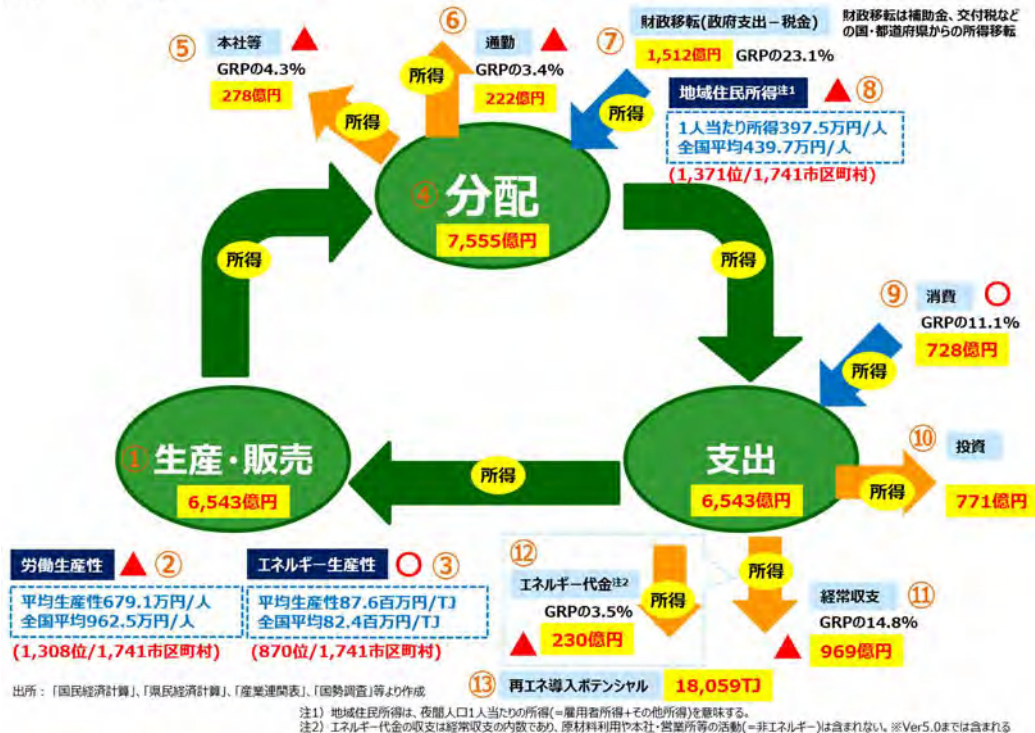 ⑤ 本社等 ▲
GRPの4.3%
278億円
所得
⑥
通勤 ▲
GRPの3.4%
222億円
所得
⑦ 財政移転(政府支出－税金)
1,512億円 GRPの23.1%
所得
財政移転は補助金、交付税など
の国・都道府県からの所得移転
地域住民所得注1 ▲ ⑧
1人当たり所得397.5万円/人
全国平均439.7万円/人
(1,371位/1,741市区町村)
④ 分配
7,555億円
所得
所得
⑨ 消費 ○
GRPの11.1%
728億円
所得
① 生産・販売
6,543億円
所得
支出
6,543億円
⑩ 投資
所得
771億円
労働生産性 ▲ ②
平均生産性679.1万円/人
全国平均962.5万円/人
(1,308位/1,741市区町村)
エネルギー生産性 ○ ③
平均生産性87.6百万円/TJ
全国平均82.4百万円/TJ
(870位/1,741市区町村)
⑫
エネルギー代金注2
GRPの3.5%
▲ 230億円
所得
所得
経常収支 ⑪
GRPの14.8%
▲ 969億円
⑬ 再エネ導入ポテンシャル 18,059TJ
出所：「国民経済計算」、「県民経済計算」、「産業連関表」、「国勢調査」等より作成
注1） 地域住民所得は、夜間人口1人当たりの所得(=雇用者所得+その他所得)を意味する。
注2） エネルギー代金の収支は経常収支の内数であり、原材料利用や本社・営業所等の活動(=非エネルギー)は含まれない。※Ver5.0までは含まれる